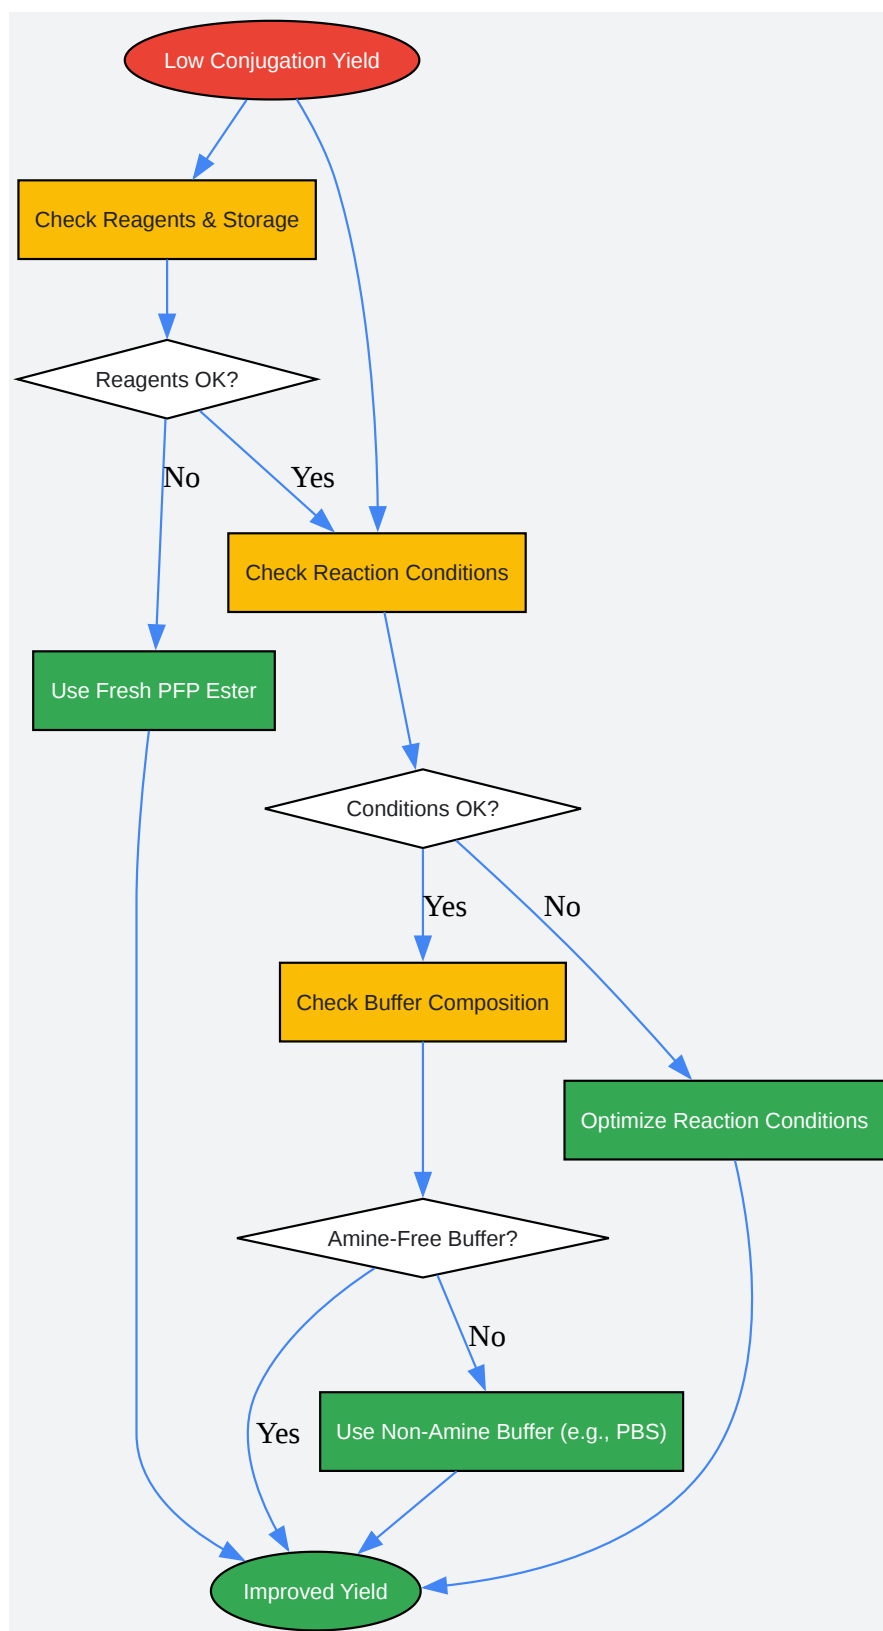 Low Conjugation Yield
Check Reagents & Storage
Reagents OK?
No
Yes
Check Reaction Conditions
Use Fresh PFP Ester
Conditions OK?
Yes
No
Check Buffer Composition
Optimize Reaction Conditions
Amine-Free Buffer?
No
Yes
Use Non-Amine Buffer (e.g., PBS)
Improved Yield